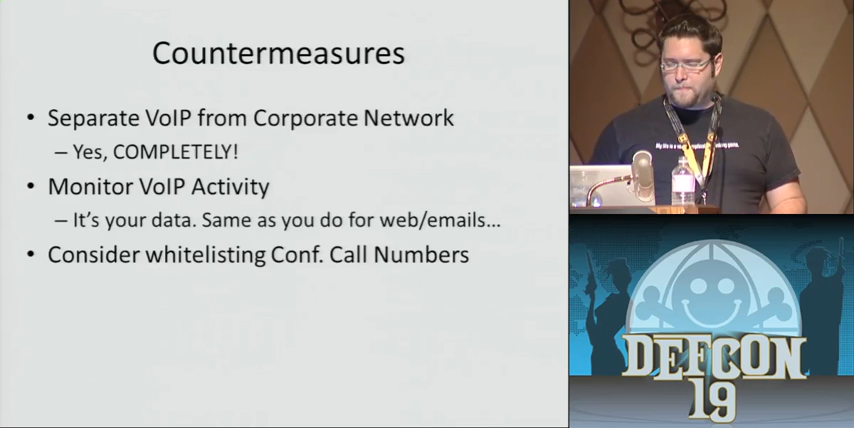 Countermeasures
• Separate VoIP from Corporate Network
– Yes, COMPLETELY!
• Monitor VoIP Activity
– It's your data. Same as you do for web/emails…
• Consider whitelisting Conf. Call Numbers
DEFCON
19